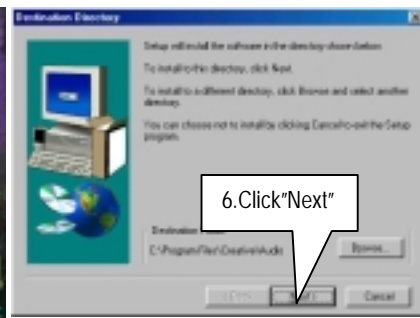 Destination Directory
Setup will install the software in the directory shown below.
To install to this directory, click Next.
To install to a different directory, click Browse and select another
directory.
You can choose not to install by clicking Cancel to exit the Setup
program.
6.Click"Next"
Destination Folder
C:\Program Files\Creative\Audio
Browse...
Cancel